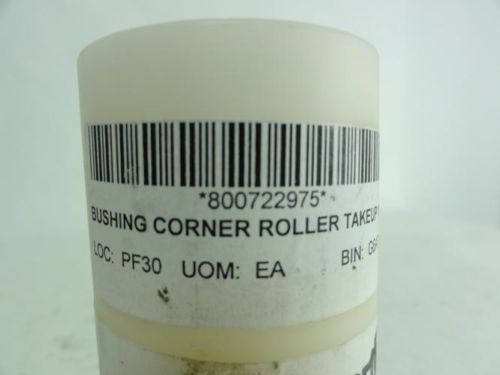 *800722975*
BUSHING CORNER ROLLER TAKEUP
LOC: PF30 UOM: EA BIN: